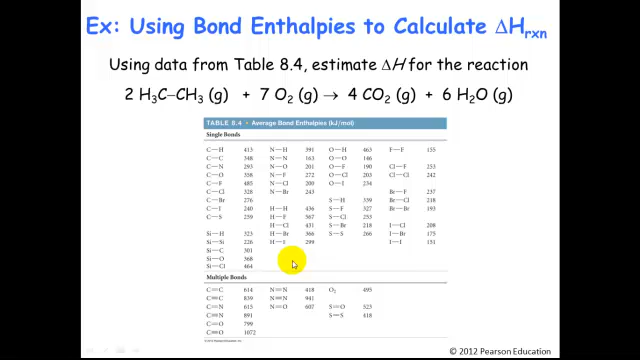 Ex: Using Bond Enthalpies to Calculate ΔHrxn
Using data from Table 8.4, estimate ΔH for the reaction
2 H₃C–CH₃ (g) + 7 O₂ (g) → 4 CO₂ (g) + 6 H₂O (g)
TABLE 8.4 • Average Bond Enthalpies (kJ/mol)
Single Bonds
C—H 413 N—H 391 O—H 463 F—F 155
C—C 348 N—N 163 O—O 146
C—N 293 N—O 201 O—F 190 Cl—F 253
C—O 358 N—F 272 O—Cl 203 Cl—Cl 242
C—F 485 N—Cl 200 O—I 234
C—Cl 328 N—Br 243 Br—F 237
C—Br 276 S—H 339 Br—Cl 218
C—I 240 H—H 436 S—F 327 Br—Br 193
C—S 259 H—F 567 S—Cl 253
H—Cl 431 S—Br 218 I—Cl 208
Si—H 323 H—Br 366 S—S 266 I—Br 175
Si—Si 226 H—I 299 I—I 151
Si—C 301
Si—O 368
Si—Cl 464
Multiple Bonds
C=C 614 N=N 418 O₂ 495
C≡C 839 N≡N 941
C=N 615 N=O 607 S=O 523
C≡N 891 S=S 418
C=O 799
C≡O 1072
© 2012 Pearson Education